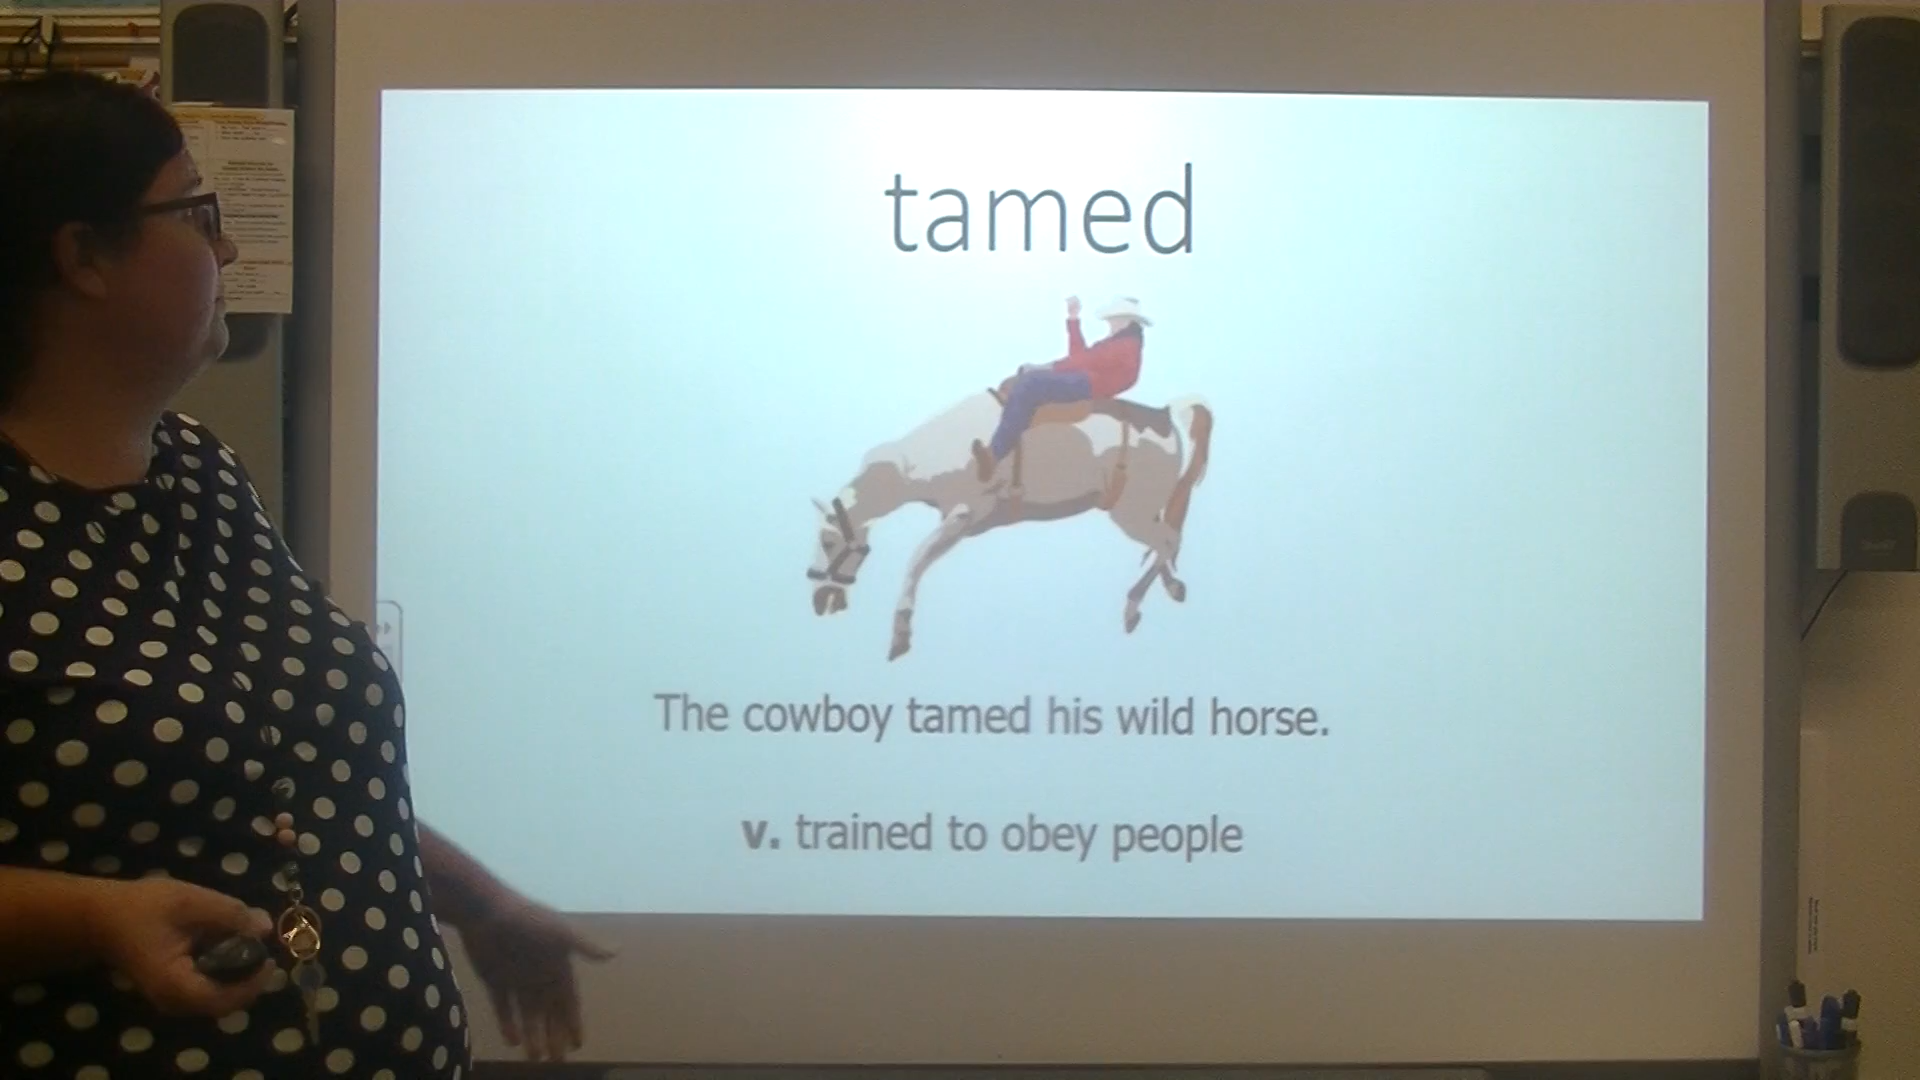 tamed
The cowboy tamed his wild horse.
v. trained to obey people